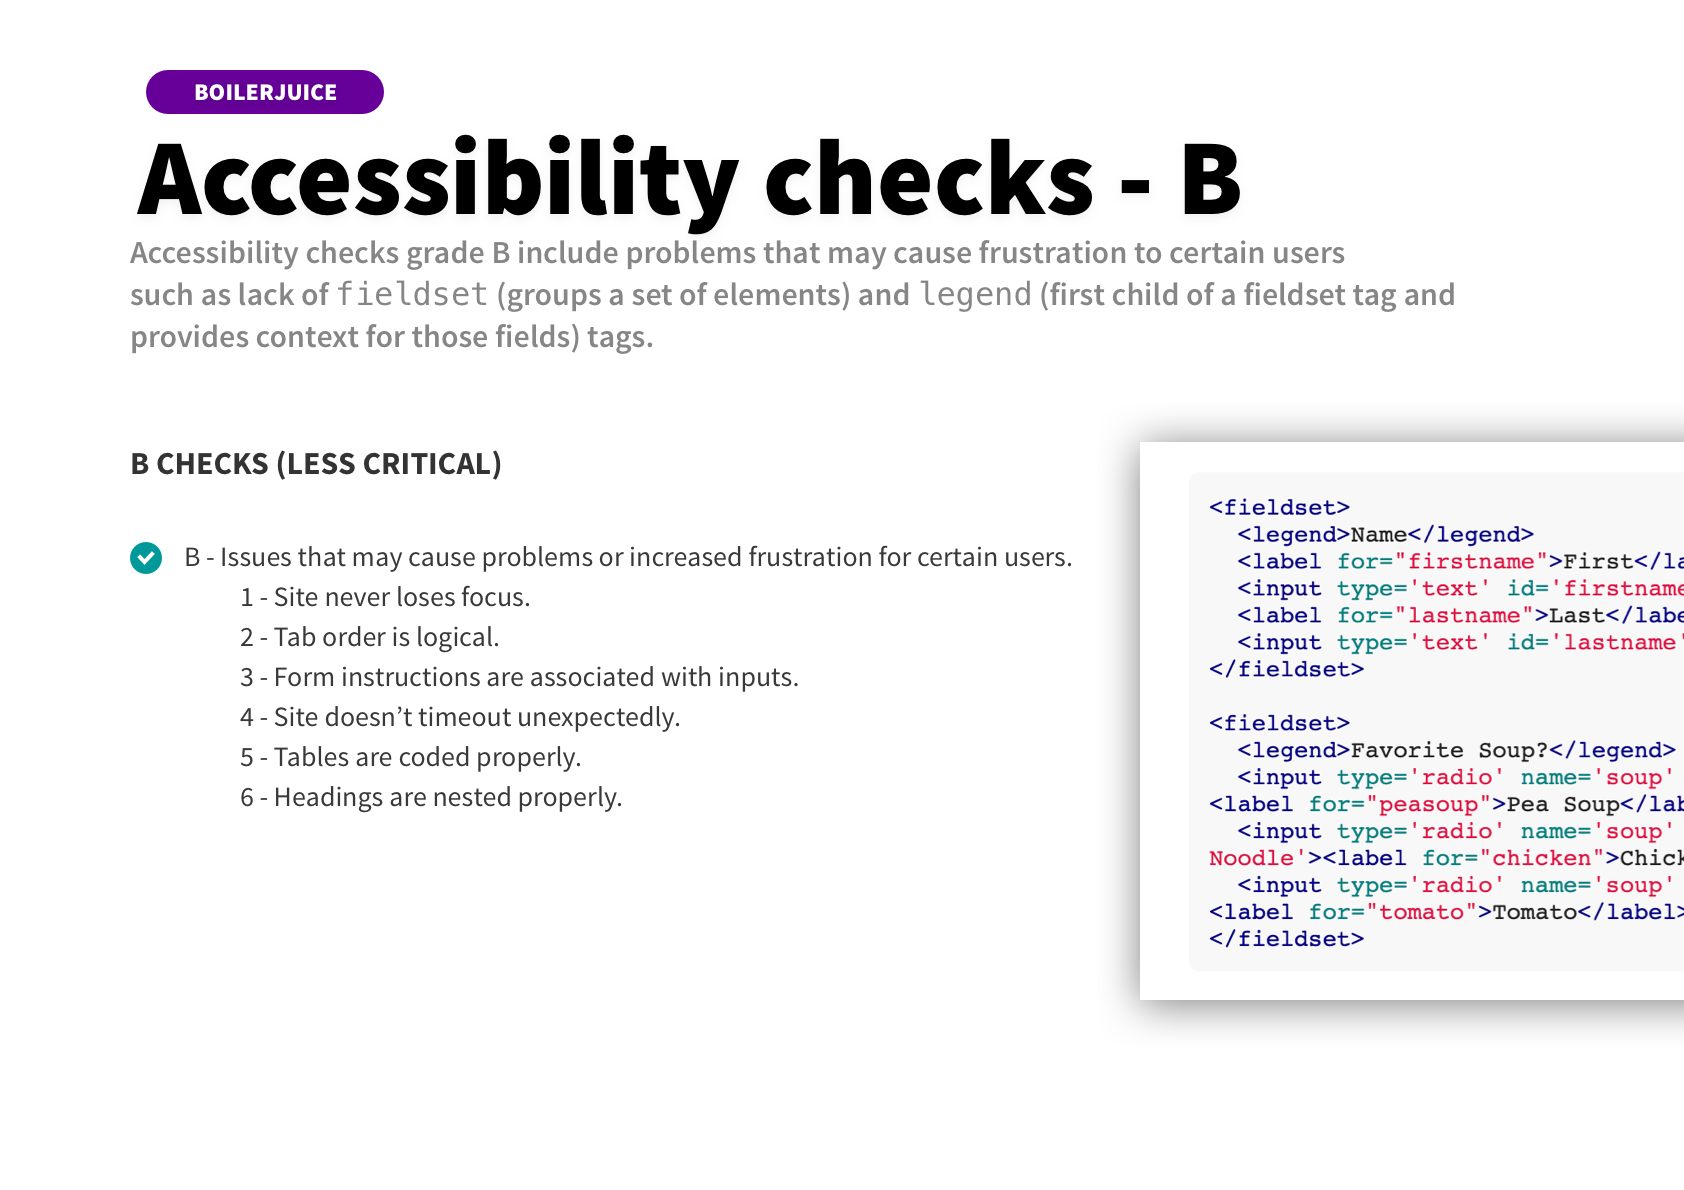 BOILERJUICE
Accessibility checks - B
Accessibility checks grade B include problems that may cause frustration to certain users
such as lack of fieldset (groups a set of elements) and legend (first child of a fieldset tag and
provides context for those fields) tags.
B CHECKS (LESS CRITICAL)
B - Issues that may cause problems or increased frustration for certain users.
1 - Site never loses focus.
2 - Tab order is logical.
3 - Form instructions are associated with inputs.
4 - Site doesn’t timeout unexpectedly.
5 - Tables are coded properly.
6 - Headings are nested properly.
<fieldset>
<legend>Name</legend>
<label for="firstname">First</la
<input type='text' id='firstname
<label for="lastname">Last</labe
<input type='text' id='lastname'
</fieldset>
<fieldset>
<legend>Favorite Soup?</legend>
<input type='radio' name='soup'
<label for="peasoup">Pea Soup</lab
<input type='radio' name='soup'
Noodle'><label for="chicken">Chick
<input type='radio' name='soup'
<label for="tomato">Tomato</label>
</fieldset>